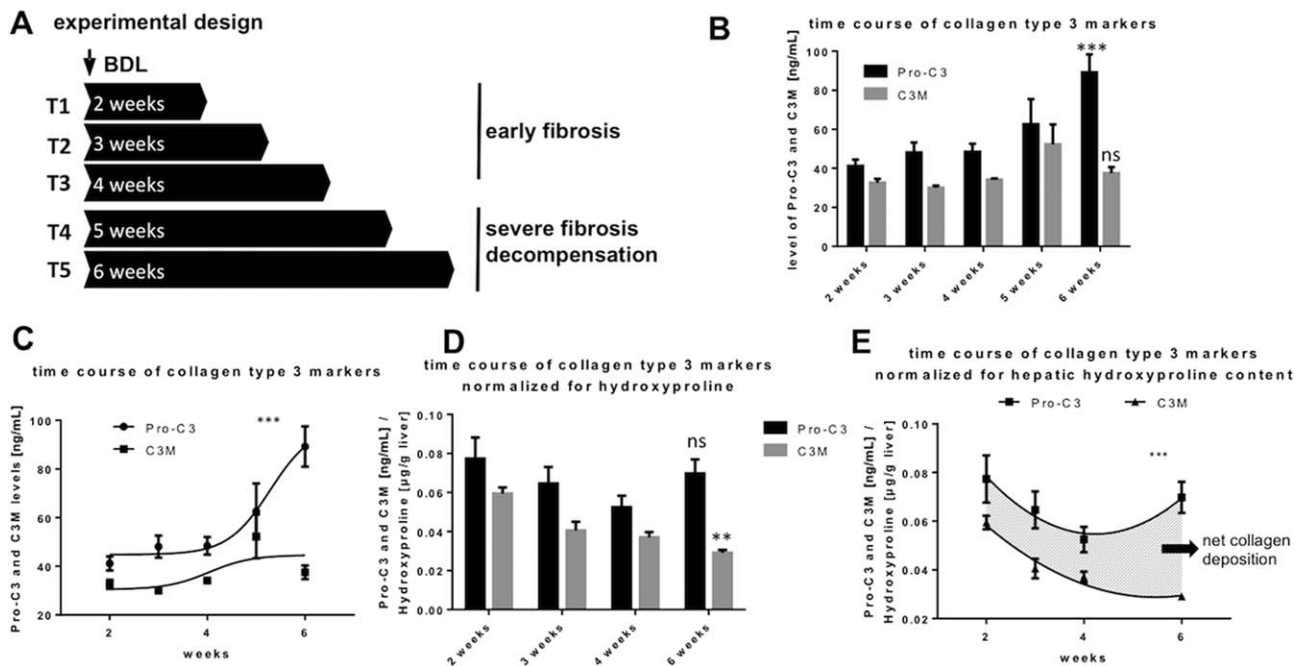 A
experimental design
BDL
T1
2 weeks
T2
3 weeks
T3
4 weeks
T4
5 weeks
T5
6 weeks
early fibrosis
severe fibrosis
decompensation
B
time course of collagen type 3 markers
level of Pro-C3 and C3M [ng/mL]
100
80
60
40
20
0
Pro-C3
C3M
***
ns
2 weeks
3 weeks
4 weeks
5 weeks
6 weeks
C
time course of collagen type 3 markers
Pro-C3 and C3M levels [ng/mL]
100
80
60
40
20
Pro-C3
C3M
***
2
4
6
weeks
D
time course of collagen type 3 markers
normalized for hydroxyproline
Pro-C3 and C3M [ng/mL] /
Hydroxyproline [µg/g liver]
0.10
0.08
0.06
0.04
0.02
0.00
ns
**
Pro-C3
C3M
2 weeks
3 weeks
4 weeks
6 weeks
E
time course of collagen type 3 markers
normalized for hepatic hydroxyproline content
Pro-C3
C3M
Pro-C3 and C3M [ng/mL] /
Hydroxyproline [µg/g liver]
0.10
0.08
0.06
0.04
0.02
***
net collagen
deposition
2
4
6
weeks